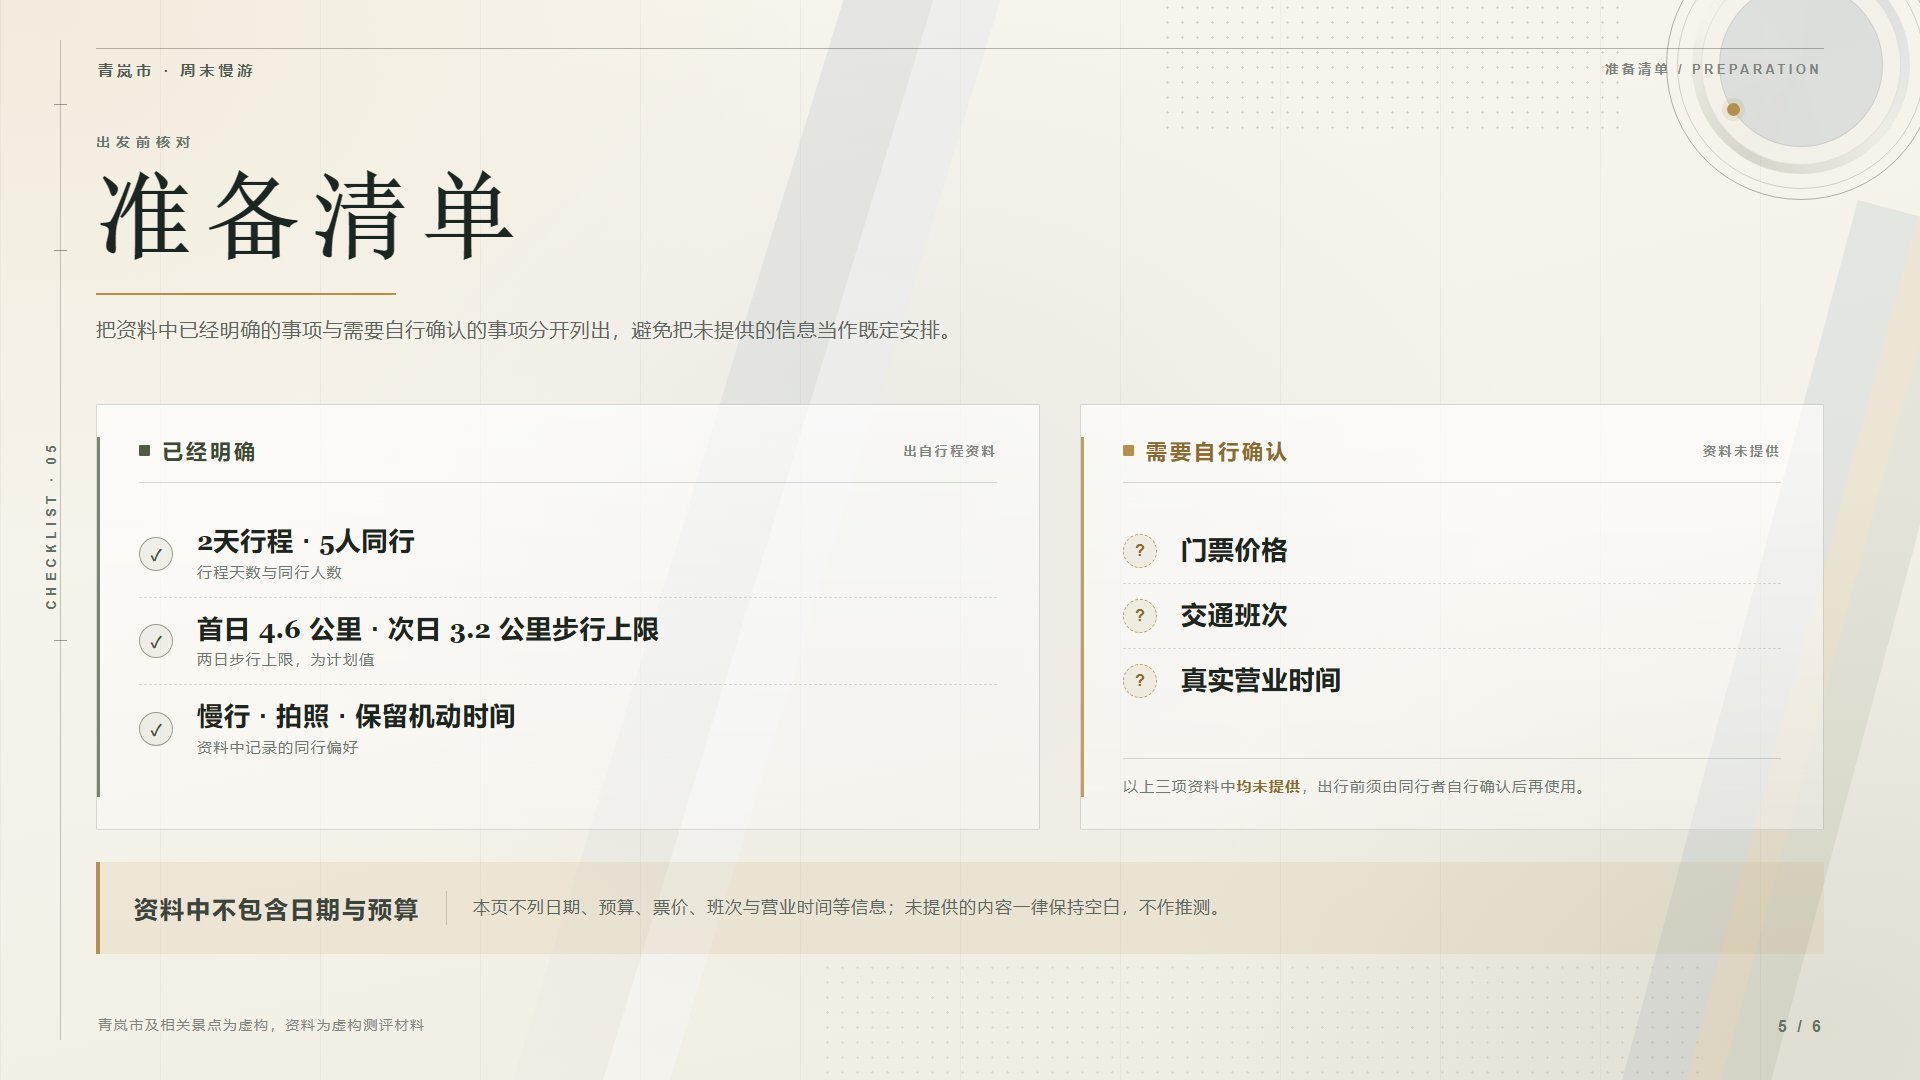 青岚市 · 周末慢游
准备清单 / PREPARATION
出发前核对
准备清单
把资料中已经明确的事项与需要自行确认的事项分开列出，避免把未提供的信息当作既定安排。
CHECKLIST · 05
已经明确
出自行程资料
✓
2天行程 · 5人同行
行程天数与同行人数
✓
首日 4.6 公里 · 次日 3.2 公里步行上限
两日步行上限，为计划值
✓
慢行 · 拍照 · 保留机动时间
资料中记录的同行偏好
需要自行确认
资料未提供
? 门票价格
? 交通班次
? 真实营业时间
以上三项资料中均未提供，出行前须由同行者自行确认后再使用。
资料中不包含日期与预算
本页不列日期、预算、票价、班次与营业时间等信息；未提供的内容一律保持空白，不作推测。
青岚市及相关景点为虚构，资料为虚构测评材料
5 / 6